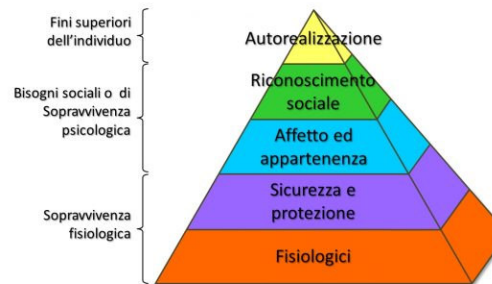 Fini superiori
dell'individuo
Bisogni sociali o di
Sopravvivenza
psicologica
Sopravvivenza
fisiologica
Autorealizzazione
Riconoscimento
sociale
Affetto ed
appartenenza
Sicurezza e
protezione
Fisiologici